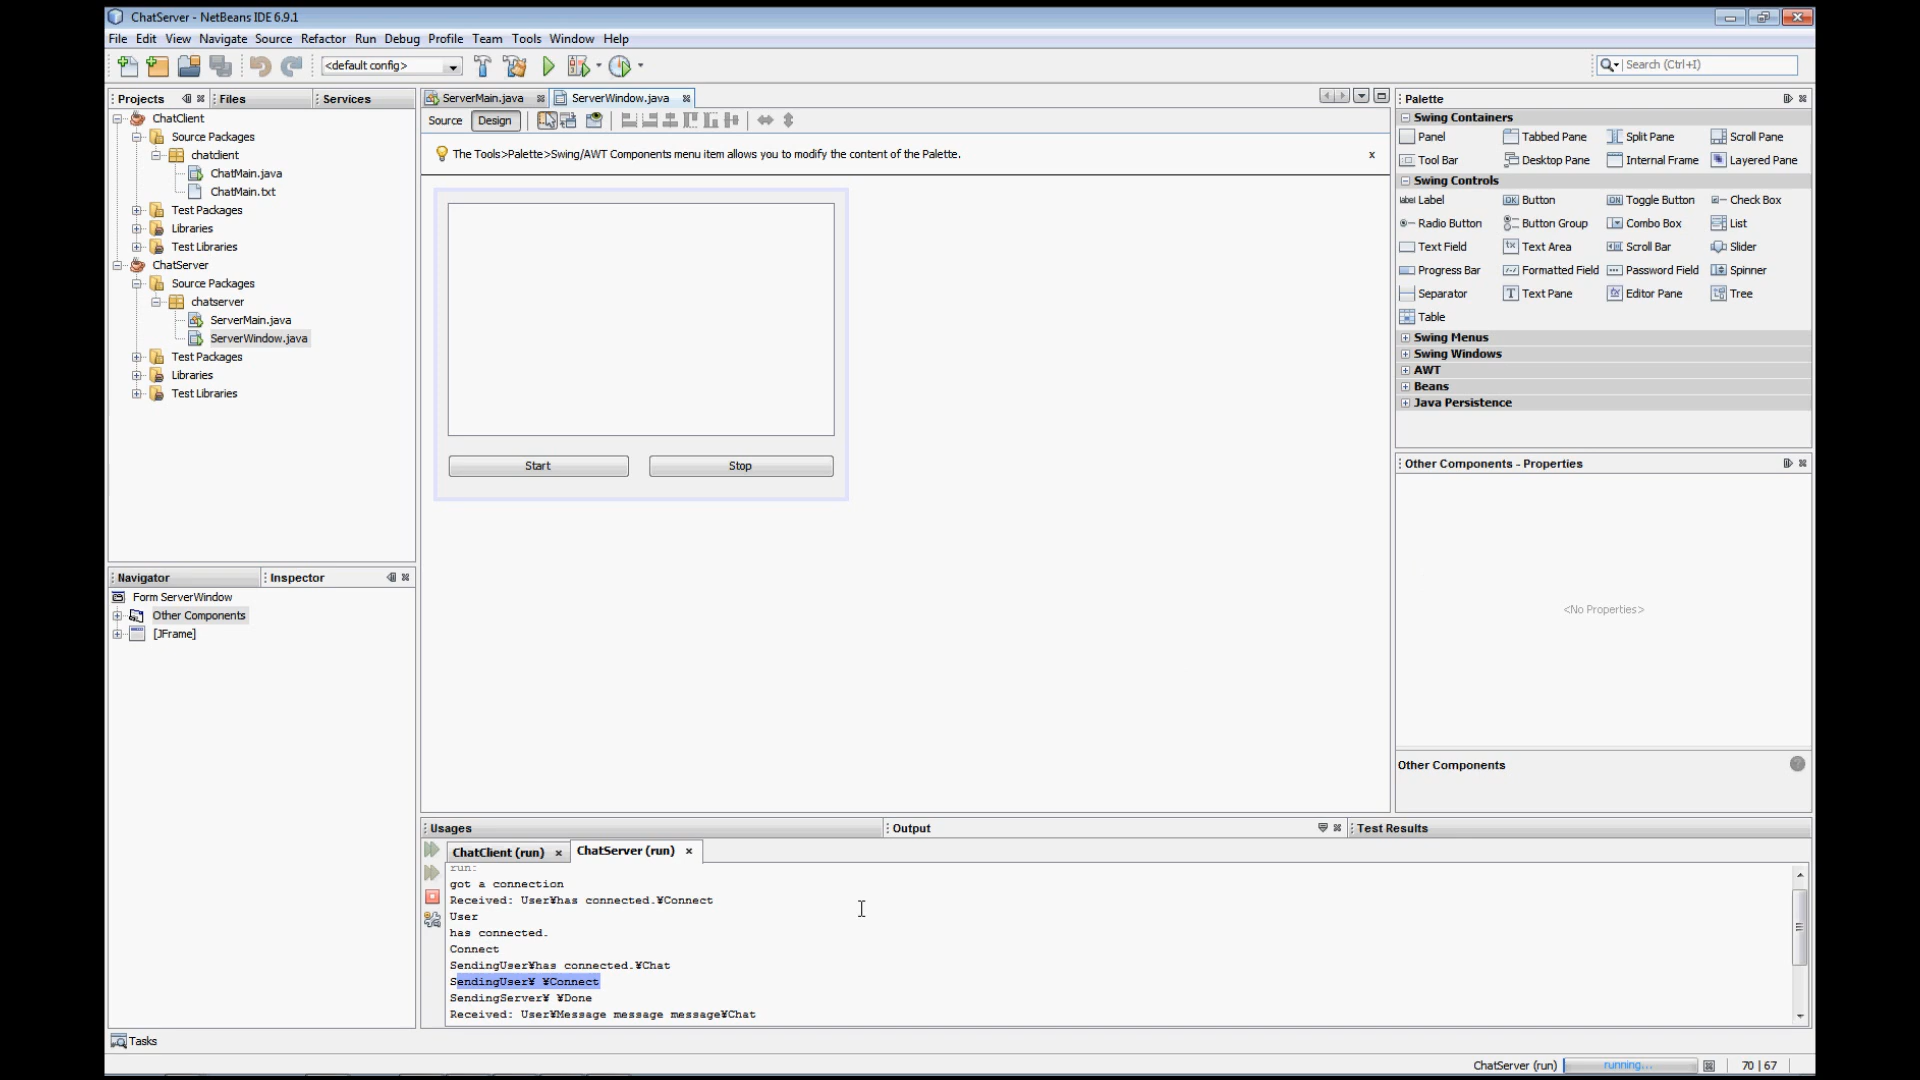 ChatServer - NetBeans IDE 6.9.1
File Edit View Navigate Source Refactor Run Debug Profile Team Tools Window Help
<default config>
Search (Ctrl+I)
Projects Files Services
ChatClient
Source Packages
chatclient
ChatMain.java
ChatMain.txt
Test Packages
Libraries
Test Libraries
ChatServer
Source Packages
chatserver
ServerMain.java
ServerWindow.java
Test Packages
Libraries
Test Libraries
Navigator Inspector
Form ServerWindow
Other Components
[JFrame]
ServerMain.java ServerWindow.java
Source Design
The Tools>Palette>Swing/AWT Components menu item allows you to modify the content of the Palette. x
Start Stop
Palette
Swing Containers
Panel Tabbed Pane Split Pane Scroll Pane
Tool Bar Desktop Pane Internal Frame Layered Pane
Swing Controls
label Label OK Button ON Toggle Button Check Box
Radio Button Button Group Combo Box List
Text Field Text Area Scroll Bar Slider
Progress Bar Formatted Field Password Field Spinner
Separator Text Pane Editor Pane Tree
Table
Swing Menus
Swing Windows
AWT
Beans
Java Persistence
Other Components - Properties
<No Properties>
Other Components
Usages Output Test Results
ChatClient (run) ChatServer (run)
run:
got a connection
Received: User¥has connected.¥Connect
User
has connected.
Connect
SendingUser¥has connected.¥Chat
SendingUser¥ ¥Connect
SendingServer¥ ¥Done
Received: User¥Message message message¥Chat
Tasks
ChatServer (run) running... 70 | 67